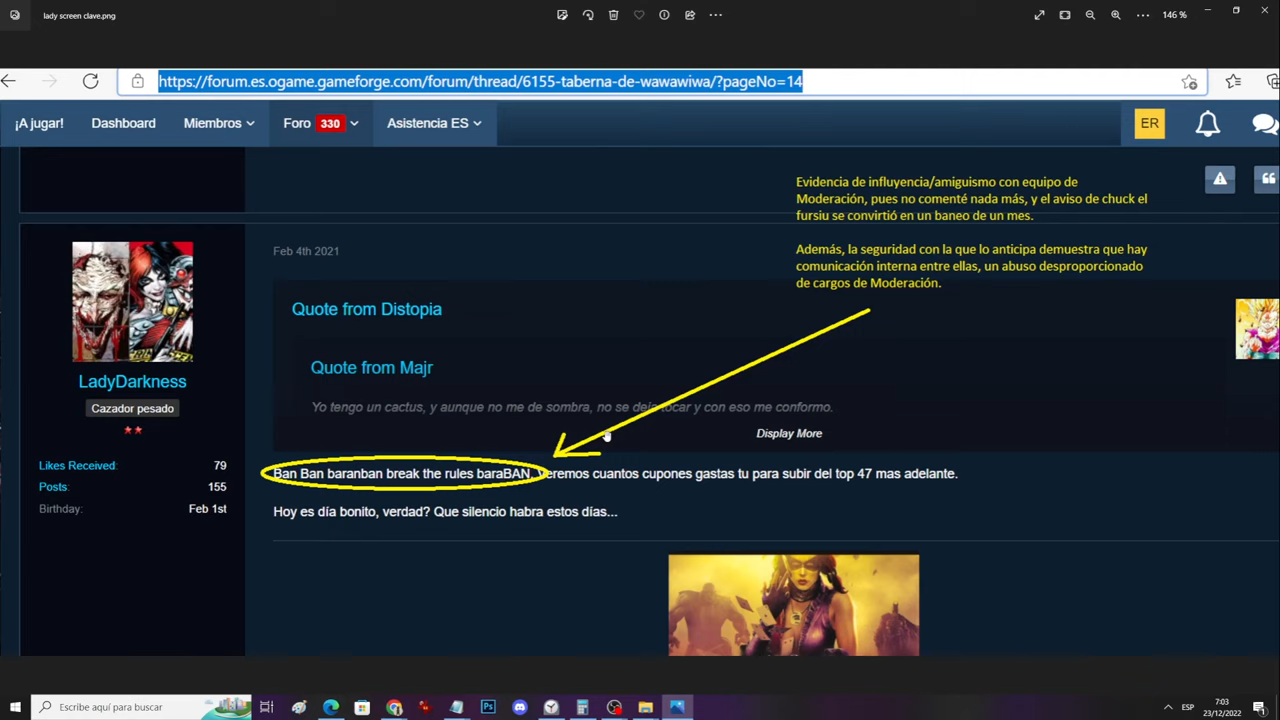 lady screen clave.png
146 %
https://forum.es.ogame.gameforge.com/forum/thread/6155-taberna-de-wawawiwa/?pageNo=14
¡A jugar! Dashboard Miembros Foro 330 Asistencia ES ER
Evidencia de influyencia/amiguismo con equipo de
Moderación, pues no comenté nada más, y el aviso de chuck el
fursiu se convirtió en un baneo de un mes.
Además, la seguridad con la que lo anticipa demuestra que hay
comunicación interna entre ellas, un abuso desproporcionado
de cargos de Moderación.
Feb 4th 2021
Quote from Distopia
Quote from Majr
Yo tengo un cactus, y aunque no me de sombra, no se deja tocar y con eso me conformo.
Display More
LadyDarkness
Cazador pesado
Likes Received: 79
Posts: 155
Birthday: Feb 1st
Ban Ban baranban break the rules baraBAN, Veremos cuantos cupones gastas tu para subir del top 47 mas adelante.
Hoy es día bonito, verdad? Que silencio habra estos días...
Escribe aquí para buscar
Ps
ESP
7:03
23/12/2022
1